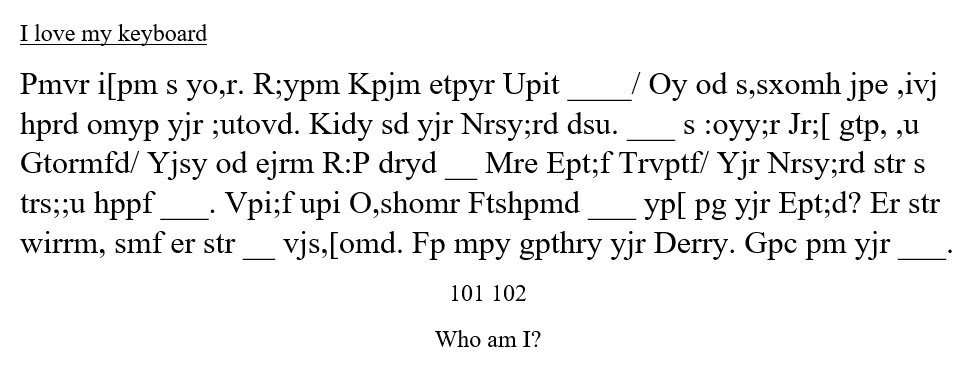 I love my keyboard
Pmvr i[pm s yo,r. R;ypm Kpjm etpyr Upit ____/ Oy od s,sxomh jpe ,ivj
hprd omyp yjr ;utovd. Kidy sd yjr Nrsy;rd dsu. ___ s :oyy;r Jr;[ gtp, ,u
Gtormfd/ Yjsy od ejrm R:P dryd __ Mre Ept;f Trvptf/ Yjr Nrsy;rd str s
trs;;u hppf ___. Vpi;f upi O,shomr Ftshpmd ___ yp[ pg yjr Ept;d? Er str
wirrm, smf er str __ vjs,[omd. Fp mpy gpthry yjr Derry. Gpc pm yjr ___.
101 102
Who am I?